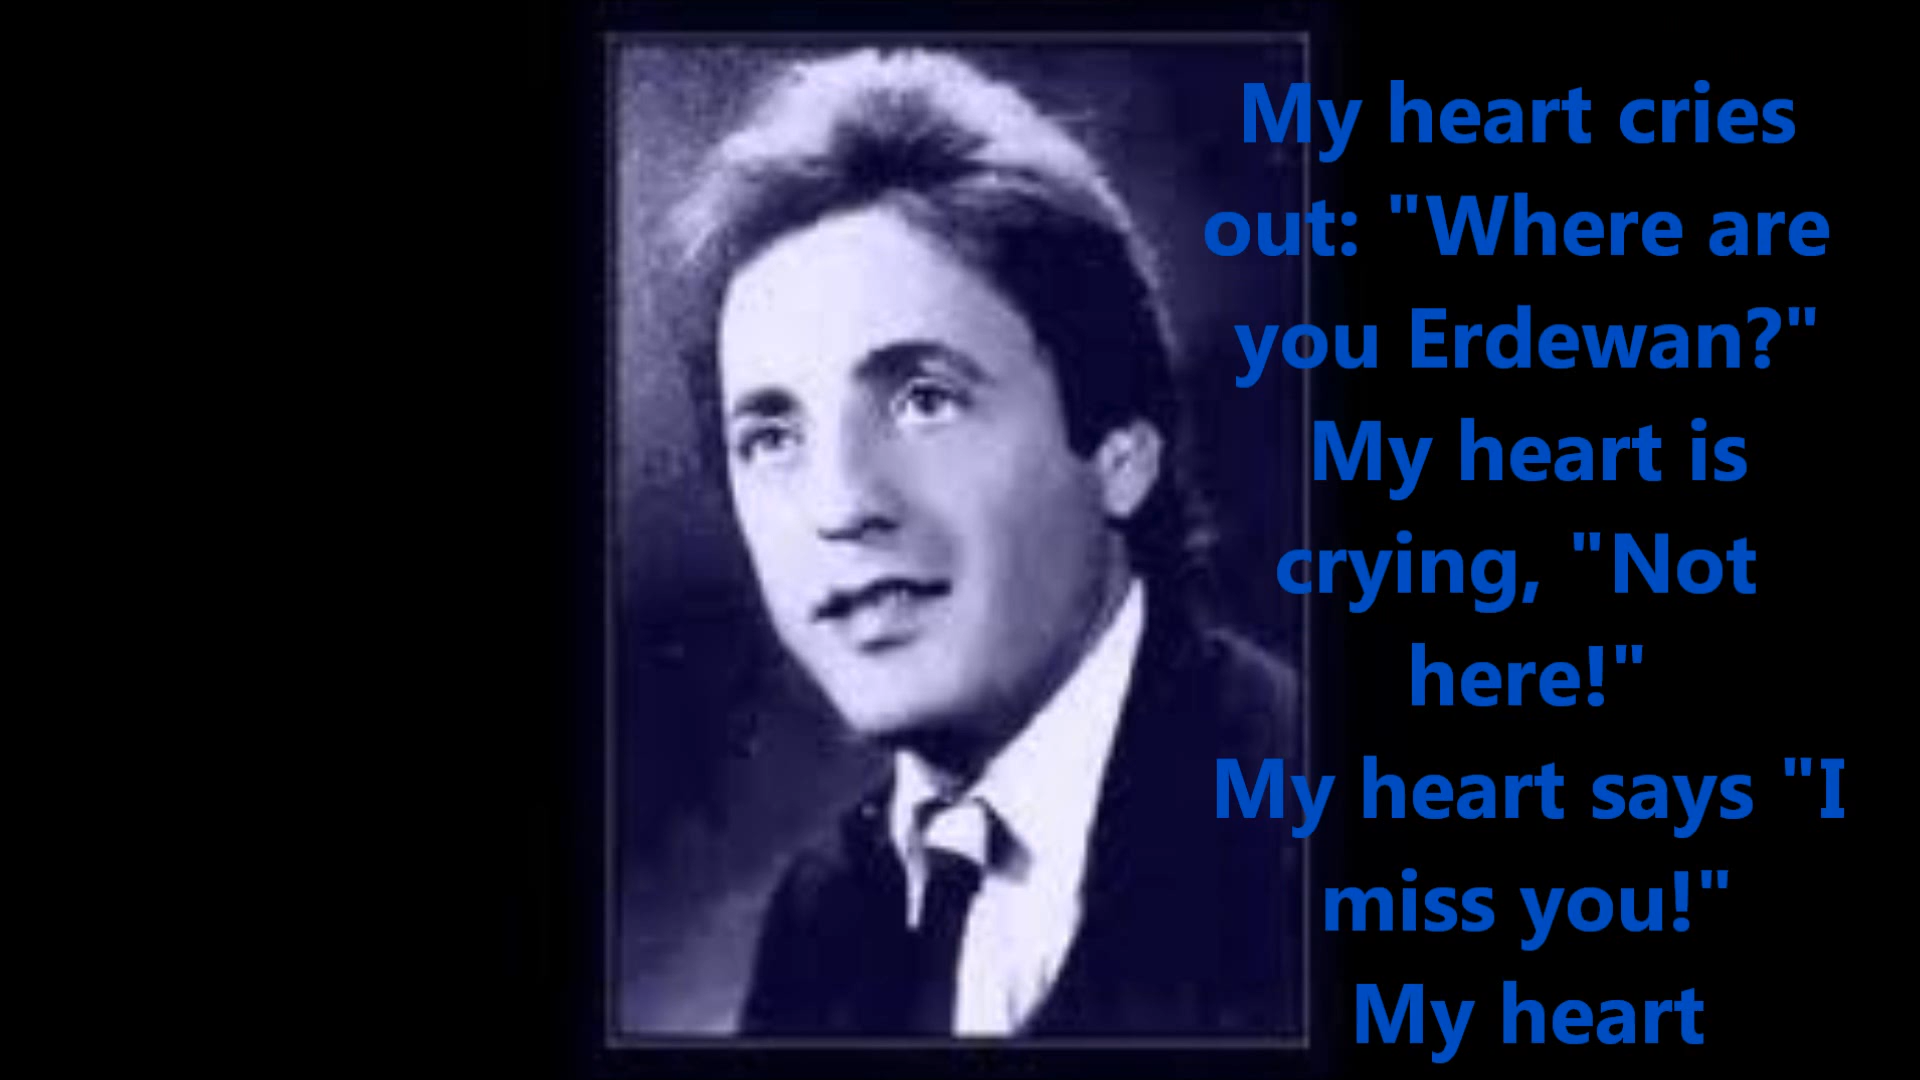 My heart cries
out: "Where are
you Erdewan?"
My heart is
crying, "Not
here!"
My heart says "I
miss you!"
My heart